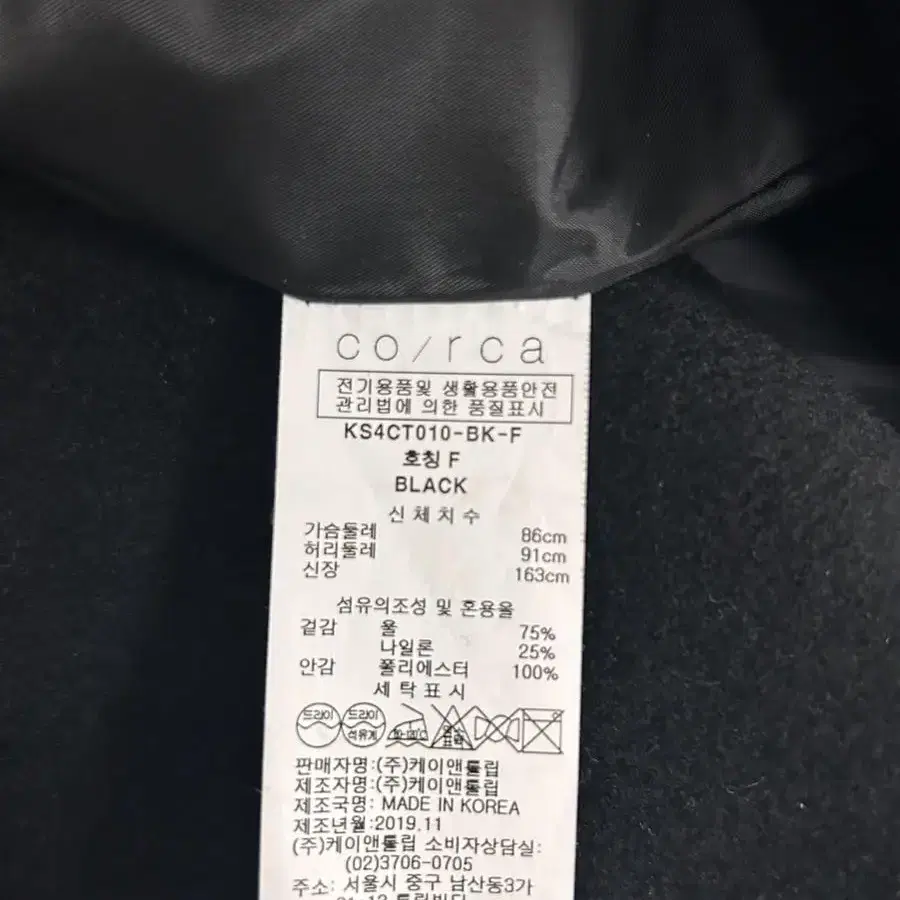 co/rca
전기용품및 생활용품안전
관리법에 의한 품질표시
KS4CT010-BK-F
호칭 F
BLACK
신체치수
가슴둘레 86cm
허리둘레 91cm
신장 163cm
섬유의조성 및 혼용율
겉감 울 75%
나일론 25%
안감 폴리에스터 100%
세탁표시
드라이 드라이 석유계
판매자명:(주)케이앤툴립
제조자명:(주)케이앤툴립
제조국명: MADE IN KOREA
제조년월:2019.11
(주)케이앤툴립 소비자상담실:
(02)3706-0705
주소: 서울시 중구 남산동3가